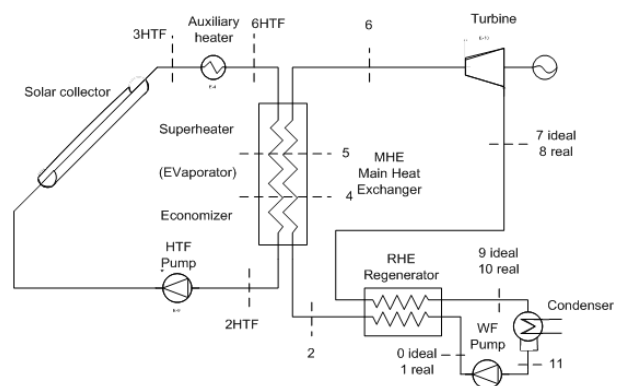 Auxiliary
heater
6HTF
3HTF
6
Turbine
E-10
E-4
Solar collector
Superheater
5
(EVaporator)
MHE
Main Heat
Exchanger
4
Economizer
7 ideal
8 real
HTF
Pump
RHE
Regenerator
9 ideal
10 real
Condenser
2HTF
2
WF
Pump
0 ideal
1 real
11